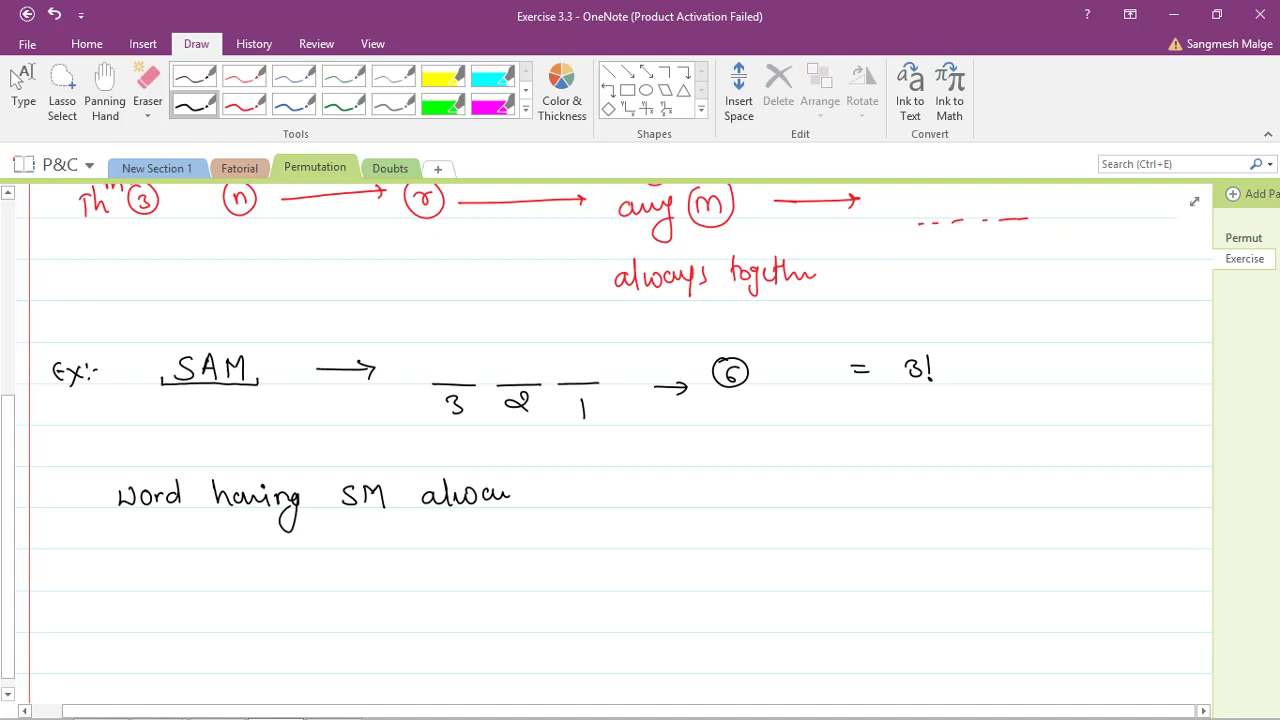 Exercise 3.3 - OneNote (Product Activation Failed)
?
File Home Insert Draw History Review View Sangmesh Malge
Type Lasso Select Panning Hand Eraser Color & Thickness Insert Space Delete Arrange Rotate Ink to Text Ink to Math
Tools Shapes Edit Convert
P&C New Section 1 Fatorial Permutation Doubts Search (Ctrl+E)
Add Pa
Permut
Exercise
Thm 3 n → r → any m →
always togethe
Ex:- SAM → 3 2 1 → 6 = 3!
word having SM alwa